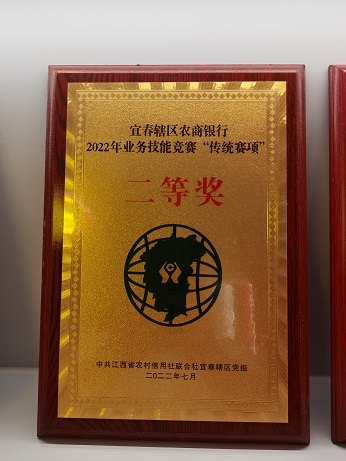 宜春辖区农商银行
2022年业务技能竞赛“传统赛项”
二等奖
中共江西省农村信用社联合社宜春辖区党组
二〇二二年七月